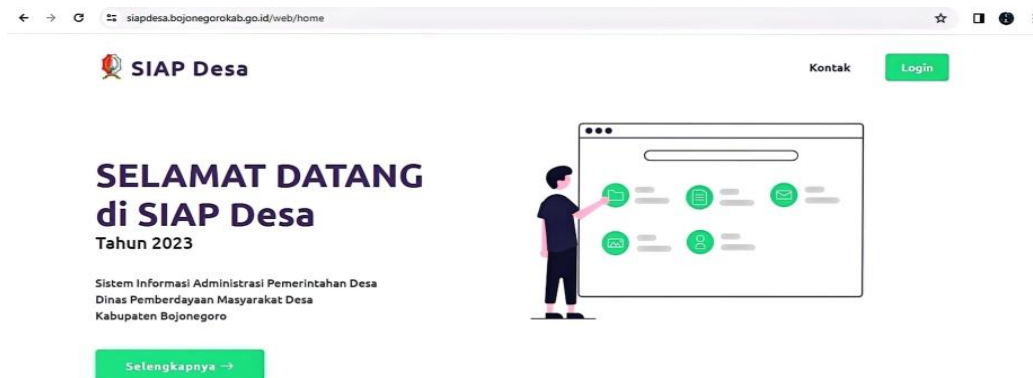 siapdesa.bojonegorokab.go.id/web/home
SIAP Desa
Kontak
Login
SELAMAT DATANG
di SIAP Desa
Tahun 2023
Sistem Informasi Administrasi Pemerintahan Desa
Dinas Pemberdayaan Masyarakat Desa
Kabupaten Bojonegoro
Selengkapnya →